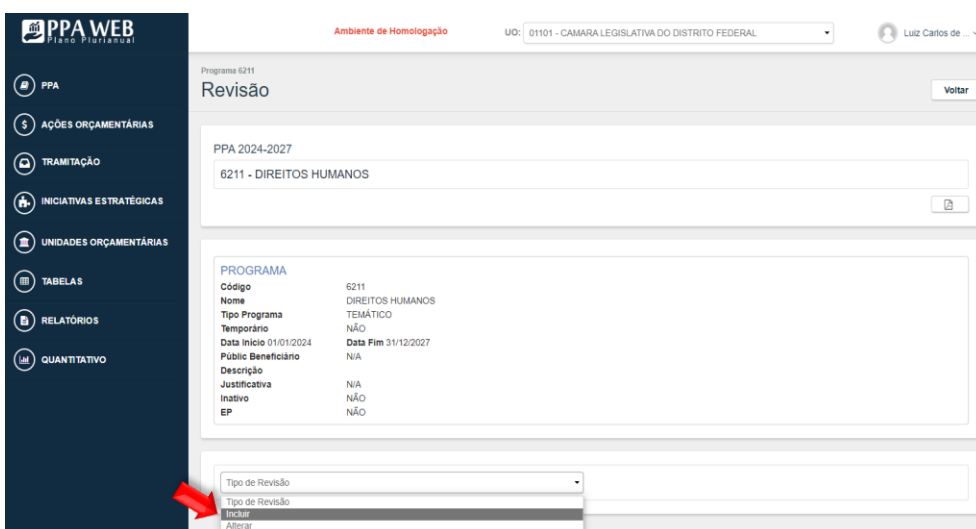 PPA WEB
Plano Plurianual
Ambiente de Homologação
UO: 01101 - CAMARA LEGISLATIVA DO DISTRITO FEDERAL
Luiz Carlos de ...
PPA
AÇÕES ORÇAMENTÁRIAS
TRAMITAÇÃO
INICIATIVAS ESTRATÉGICAS
UNIDADES ORÇAMENTÁRIAS
TABELAS
RELATÓRIOS
QUANTITATIVO
Programa 6211
Revisão
Voltar
PPA 2024-2027
6211 - DIREITOS HUMANOS
PROGRAMA
Código 6211
Nome DIREITOS HUMANOS
Tipo Programa TEMÁTICO
Temporário NÃO
Data Início 01/01/2024 Data Fim 31/12/2027
Públic Beneficiário N/A
Descrição
Justificativa N/A
Inativo NÃO
EP NÃO
Tipo de Revisão
Tipo de Revisão
Incluir
Alterar